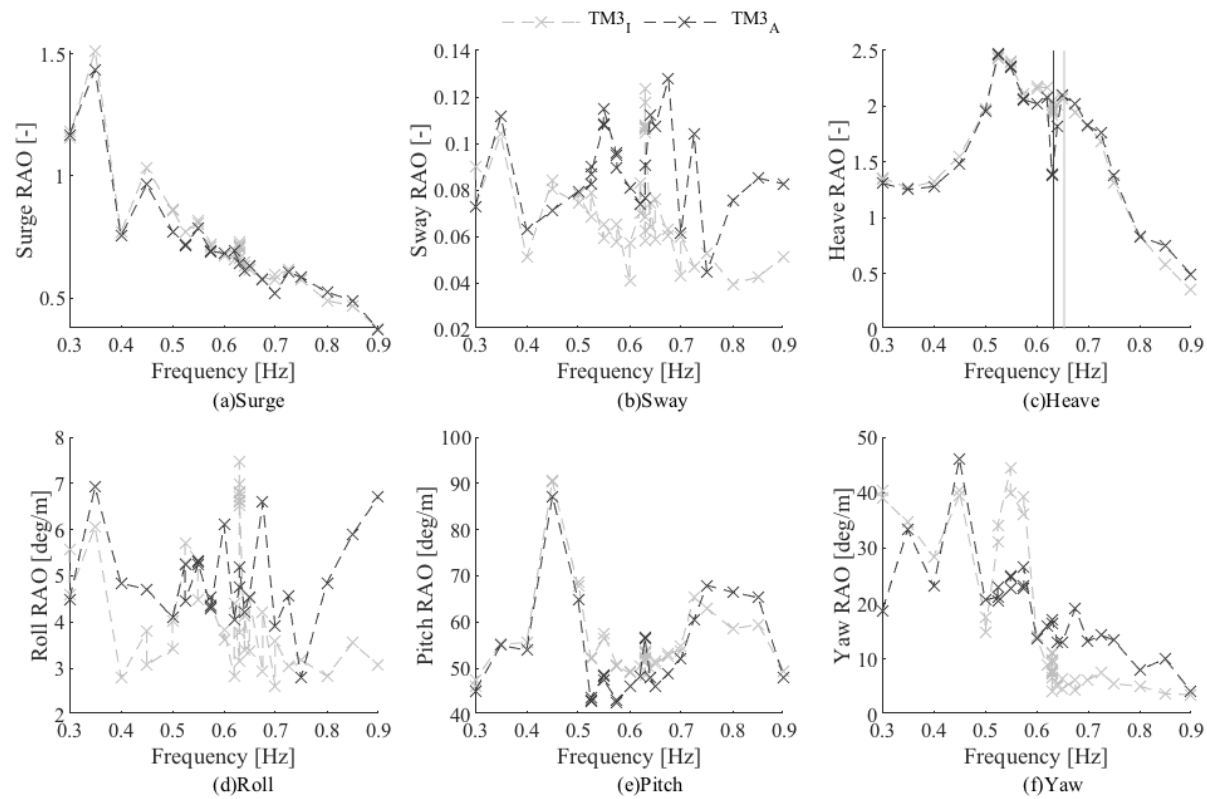 TM3I TM3A
Surge RAO [-]
1.5
1
0.5
0.3 0.4 0.5 0.6 0.7 0.8 0.9
Frequency [Hz]
(a)Surge
Sway RAO [-]
0.14
0.12
0.1
0.08
0.06
0.04
0.02
0.3 0.4 0.5 0.6 0.7 0.8 0.9
Frequency [Hz]
(b)Sway
Heave RAO [-]
2.5
2
1.5
1
0.5
0
0.3 0.4 0.5 0.6 0.7 0.8 0.9
Frequency [Hz]
(c)Heave
Roll RAO [deg/m]
8
7
6
5
4
3
2
0.3 0.4 0.5 0.6 0.7 0.8 0.9
Frequency [Hz]
(d)Roll
Pitch RAO [deg/m]
100
90
80
70
60
50
40
0.3 0.4 0.5 0.6 0.7 0.8 0.9
Frequency [Hz]
(e)Pitch
Yaw RAO [deg/m]
50
40
30
20
10
0
0.3 0.4 0.5 0.6 0.7 0.8 0.9
Frequency [Hz]
(f)Yaw